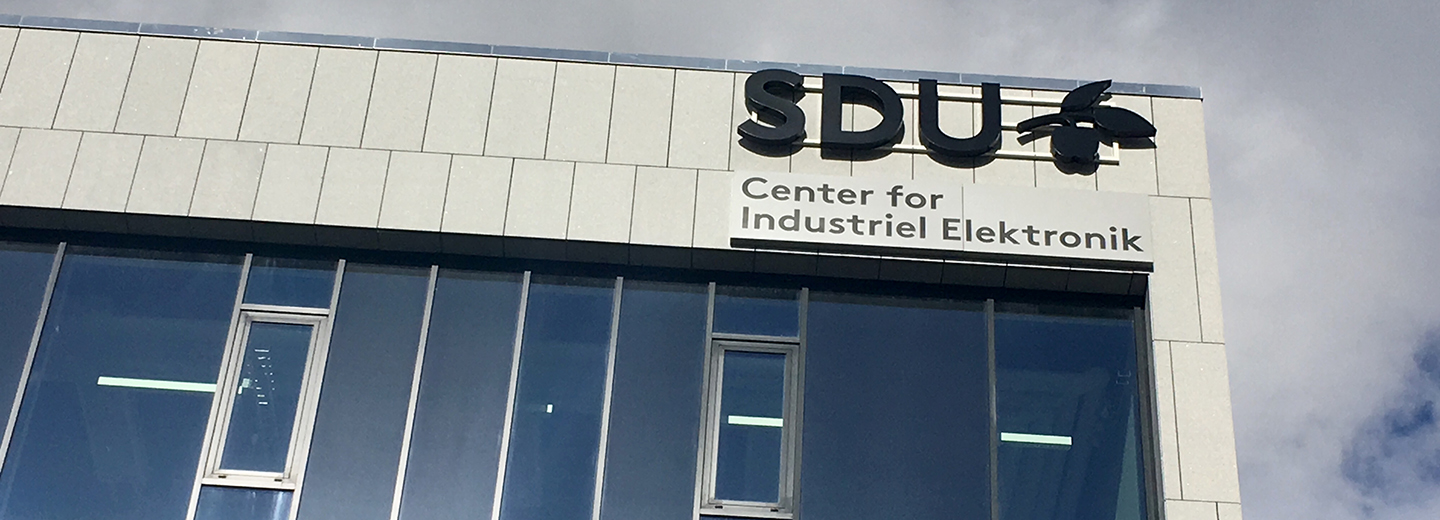 SDU
Center for
Industriel Elektronik